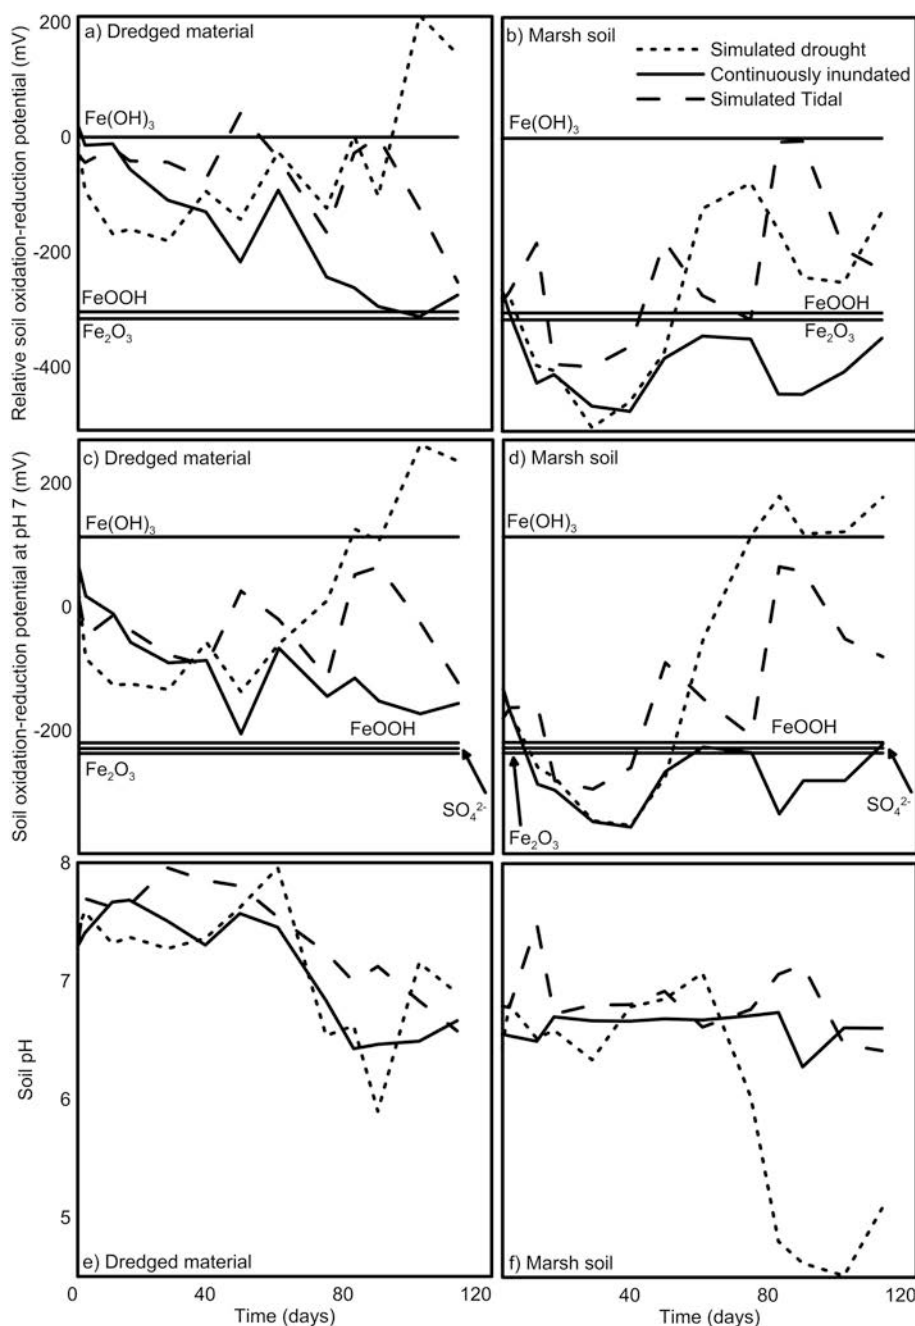 Relative soil oxidation-reduction potential (mV)
200
0
-200
-400
a) Dredged material
Fe(OH)₃
FeOOH
Fe₂O₃
b) Marsh soil
Simulated drought
Continuously inundated
Simulated Tidal
Fe(OH)₃
FeOOH
Fe₂O₃
Soil oxidation-reduction potential at pH 7 (mV)
200
0
-200
c) Dredged material
Fe(OH)₃
FeOOH
Fe₂O₃
SO₄²⁻
d) Marsh soil
Fe(OH)₃
FeOOH
Fe₂O₃
SO₄²⁻
Soil pH
8
7
6
5
e) Dredged material
f) Marsh soil
0
40
80
120
40
80
120
Time (days)
Time (days)